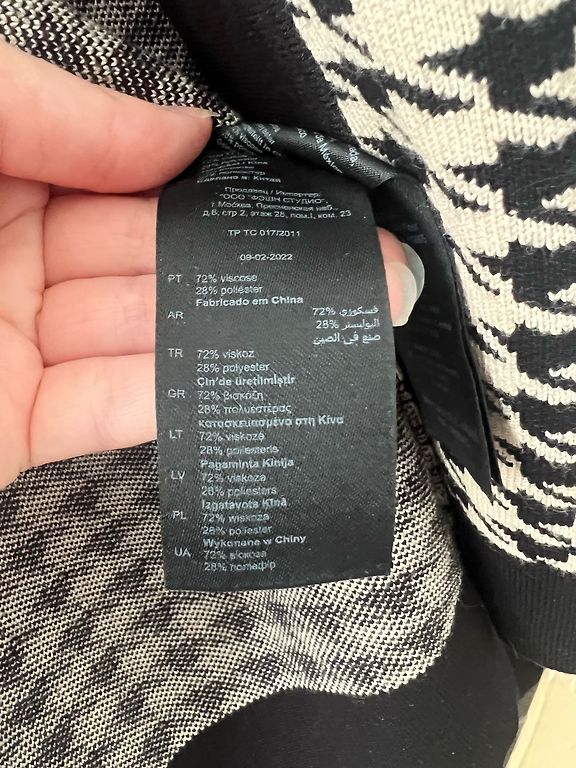 сделано в: Китай
Продавец / Импортер:
"ООО "ФЭШН СТУДИО",
г.Москва, Пресненская наб.,
д.6, стр 2, этаж 28, пом.I, ком. 23
ТР ТС 017/2011
09-02-2022
PT 72% viscose
28% poliéster
Fabricado em China
AR 72% فسكوزي
28% البوليستر
صنع في الصين
TR 72% viskoz
28% polyester
Çin'de üretilmiştir
GR 72% βισκόζη
28% πολυεστέρας
κατασκευασμένο στη Κίνα
LT 72% viskozė
28% poliesteris
Pagaminta Kinija
LV 72% viskoza
28% poliesters
Izgatavots Ķīnā
PL 72% wiskoza
28% poliester
Wykonane w Chiny
UA 72% віскоза
28%